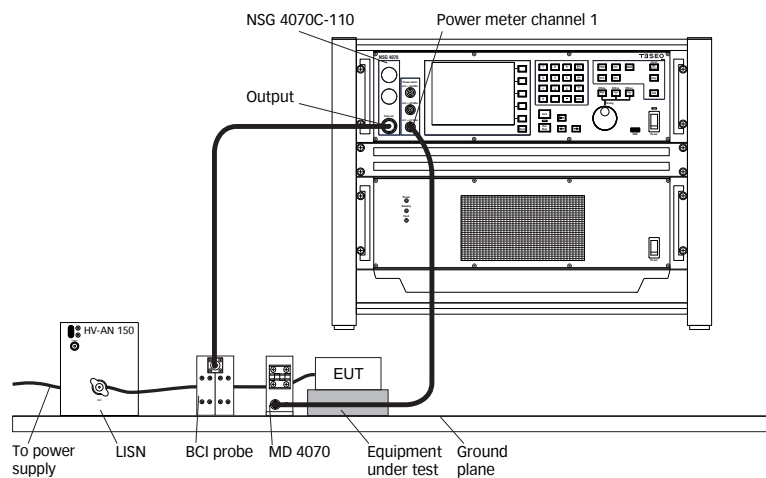 NSG 4070C-110
Power meter channel 1
NSG 4070
TESEQ
Output
HV-AN 150
EUT
To power
supply
LISN
BCI probe
MD 4070
Equipment
under test
Ground
plane